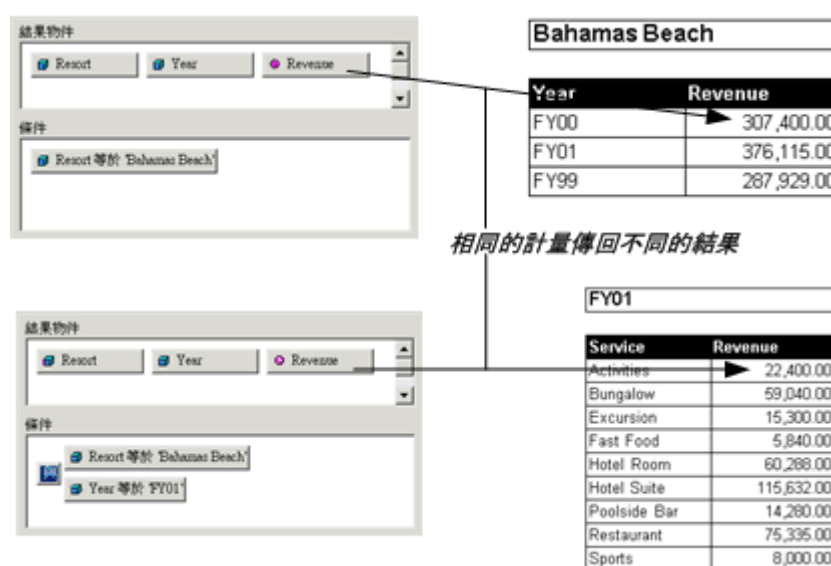 結果物件
Resort Year Revenue
條件
Resort 等於 'Bahamas Beach'
Bahamas Beach
Year Revenue
FY00 307,400.00
FY01 376,115.00
FY99 287,929.00
相同的計量傳回不同的結果
結果物件
Resort Year Revenue
條件
Resort 等於 'Bahamas Beach'
與
Year 等於 'FY01'
FY01
Service Revenue
Activities 22,400.00
Bungalow 59,040.00
Excursion 15,300.00
Fast Food 5,840.00
Hotel Room 60,288.00
Hotel Suite 115,632.00
Poolside Bar 14,280.00
Restaurant 75,335.00
Sports 8,000.00